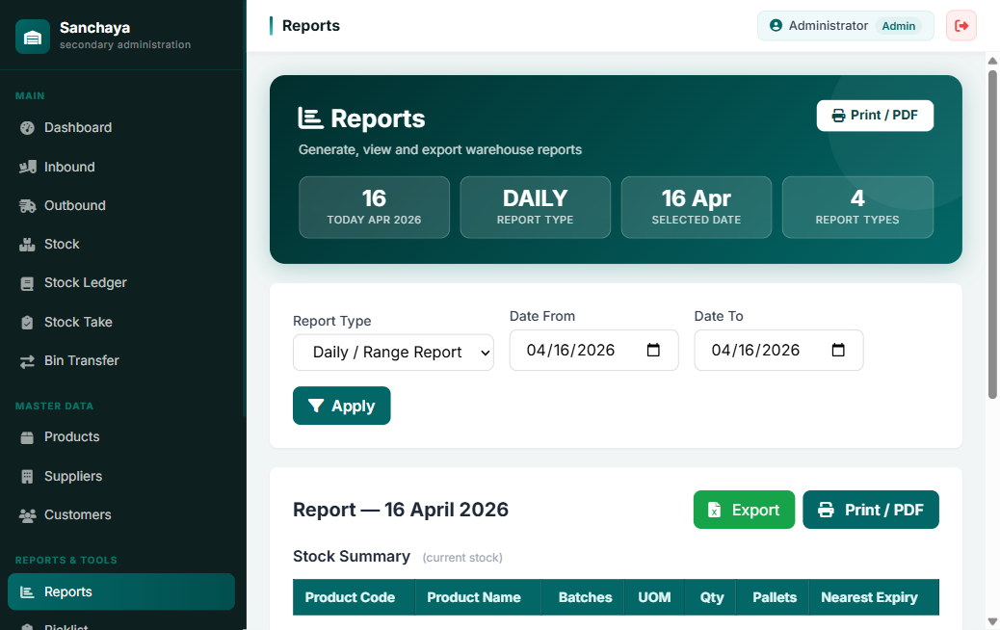 Sanchaya
secondary administration
MAIN
Dashboard
Inbound
Outbound
Stock
Stock Ledger
Stock Take
Bin Transfer
MASTER DATA
Products
Suppliers
Customers
REPORTS & TOOLS
Reports
Picklist
Reports
Administrator Admin
Reports
Print / PDF
Generate, view and export warehouse reports
16
TODAY APR 2026
DAILY
REPORT TYPE
16 Apr
SELECTED DATE
4
REPORT TYPES
Report Type
Daily / Range Report
Date From
04/16/2026
Date To
04/16/2026
Apply
Report — 16 April 2026
Export
Print / PDF
Stock Summary (current stock)
Product Code Product Name Batches UOM Qty Pallets Nearest Expiry